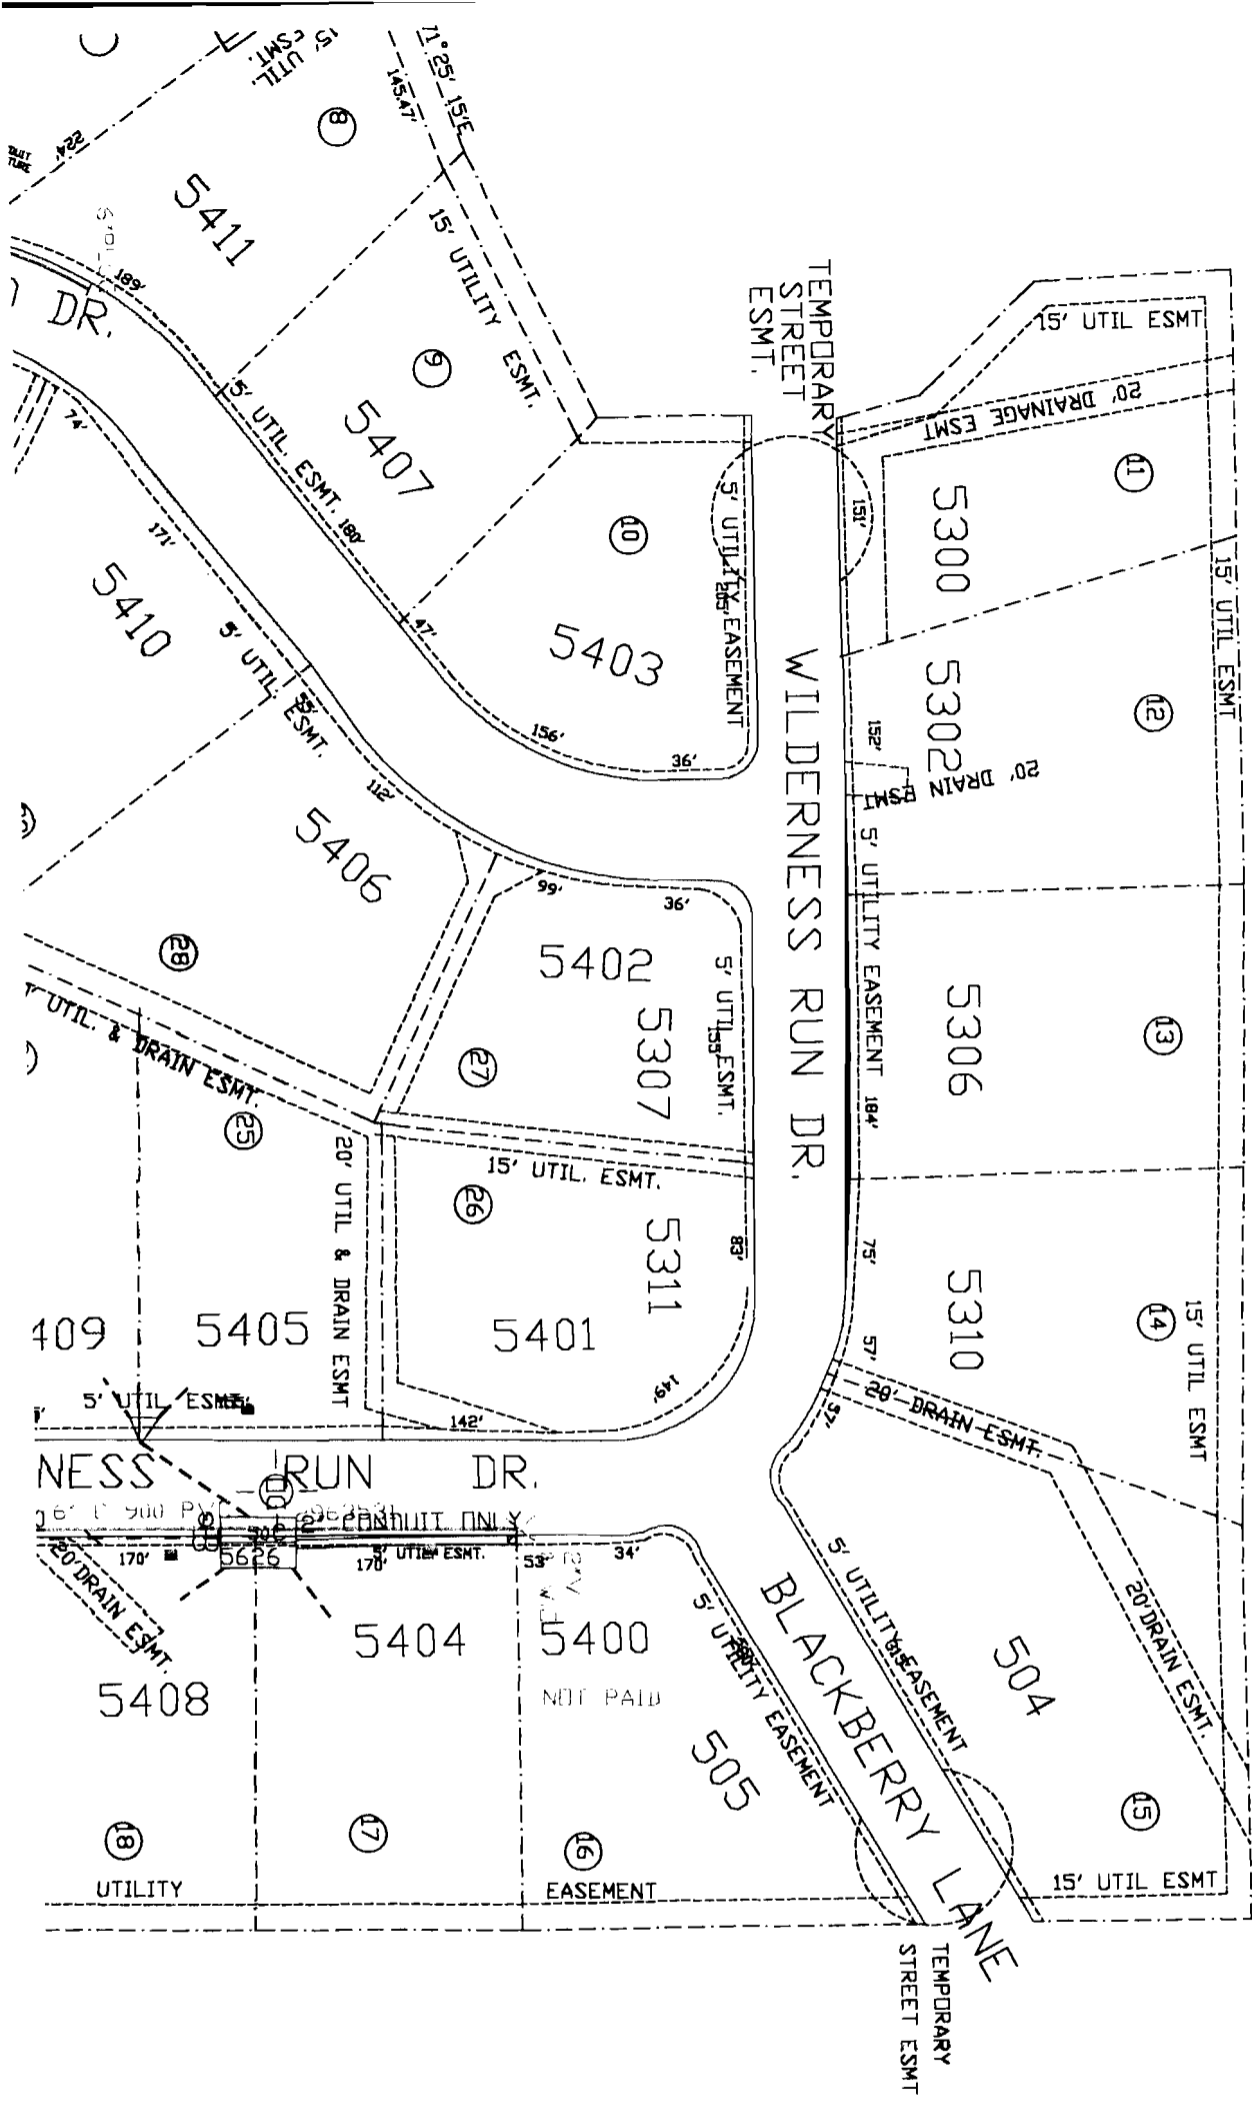 15' UTIL.
ESMT.
71°25' 15"E
145.47'
8
224'
5411
189'
DR.
15' UTILITY ESMT.
9
5407
5' UTIL. ESMT.
180'
74'
171'
5410
5' UTIL. ESMT.
55'
47'
10
5403
156'
36'
5' UTILITY EASEMENT
205'
TEMPORARY
STREET
ESMT.
15' UTIL ESMT
20' DRAINAGE ESMT
11
5300
151'
15' UTIL ESMT
12
5302
152'
20' DRAIN ESMT
WILDERNESS RUN DR.
5' UTILITY EASEMENT
184'
13
5306
112'
5406
28
99'
36'
5402
5307
5' UTIL ESMT.
155'
27
UTIL. & DRAIN ESMT.
25
15' UTIL. ESMT.
26
5311
83'
5401
149'
20' UTIL & DRAIN ESMT
5405
409
5' UTIL ESMT.
142'
75'
57'
5310
14
15' UTIL ESMT
20' DRAIN ESMT.
57'
NESS RUN DR.
CONDUIT ONLY
5626
170'
170'
5' UTIL ESMT.
53'
34'
20'DRAIN ESMT.
5408
5404
5400
NOT PAID
505
5' UTILITY EASEMENT
BLACKBERRY LANE
5' UTILITY EASEMENT
615'
504
20'DRAIN ESMT.
15
15' UTIL ESMT
18
17
16
UTILITY EASEMENT
TEMPORARY
STREET ESMT